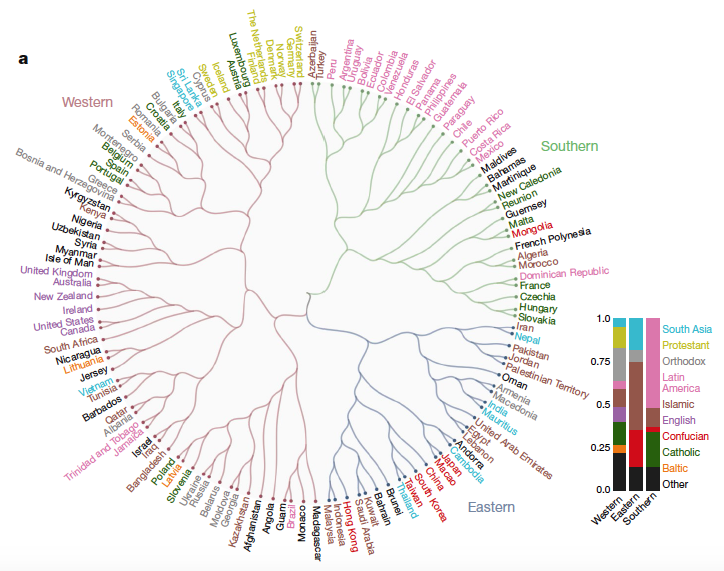 a
Western
Southern
Eastern
Switzerland
Germany
Norway
Denmark
The Netherlands
Finland
Luxembourg
Austria
Iceland
Sweden
Cyprus
Sri Lanka
Singapore
Italy
Bulgaria
Croatia
Romania
Estonia
Serbia
Montenegro
Belgium
Spain
Portugal
Greece
Bosnia and Herzegovina
Kyrgyzstan
Kenya
Nigeria
Uzbekistan
Syria
Myanmar
Isle of Man
United Kingdom
Australia
New Zealand
Ireland
United States
Canada
South Africa
Nicaragua
Lithuania
Jersey
Vietnam
Tunisia
Barbados
Qatar
Albania
Trinidad and Tobago
Jamaica
Israel
Iraq
Bangladesh
Poland
Latvia
Slovenia
Ukraine
Russia
Belarus
Moldova
Georgia
Kazakhstan
Afghanistan
Angola
Guam
Brazil
Monaco
Madagascar
Malaysia
Indonesia
Hong Kong
Saudi Arabia
Kuwait
Bahrain
Brunei
Thailand
Taiwan
South Korea
China
Macao
Japan
Cambodia
Andorra
Lebanon
Egypt
United Arab Emirates
Mauritius
India
Macedonia
Armenia
Oman
Palestinian Territory
Jordan
Pakistan
Nepal
Iran
Slovakia
Hungary
Czechia
France
Dominican Republic
Morocco
Algeria
French Polynesia
Mongolia
Malta
Guernsey
Reunion
New Caledonia
Martinique
Bahamas
Maldives
Mexico
Costa Rica
Puerto Rico
Chile
Paraguay
Guatemala
Philippines
Panama
El Salvador
Honduras
Venezuela
Colombia
Ecuador
Bolivia
Uruguay
Argentina
Peru
Turkey
Azerbaijan
1.0
0.75
0.5
0.25
0.0
Western
Eastern
Southern
South Asia
Protestant
Orthodox
Latin
America
Islamic
English
Confucian
Catholic
Baltic
Other